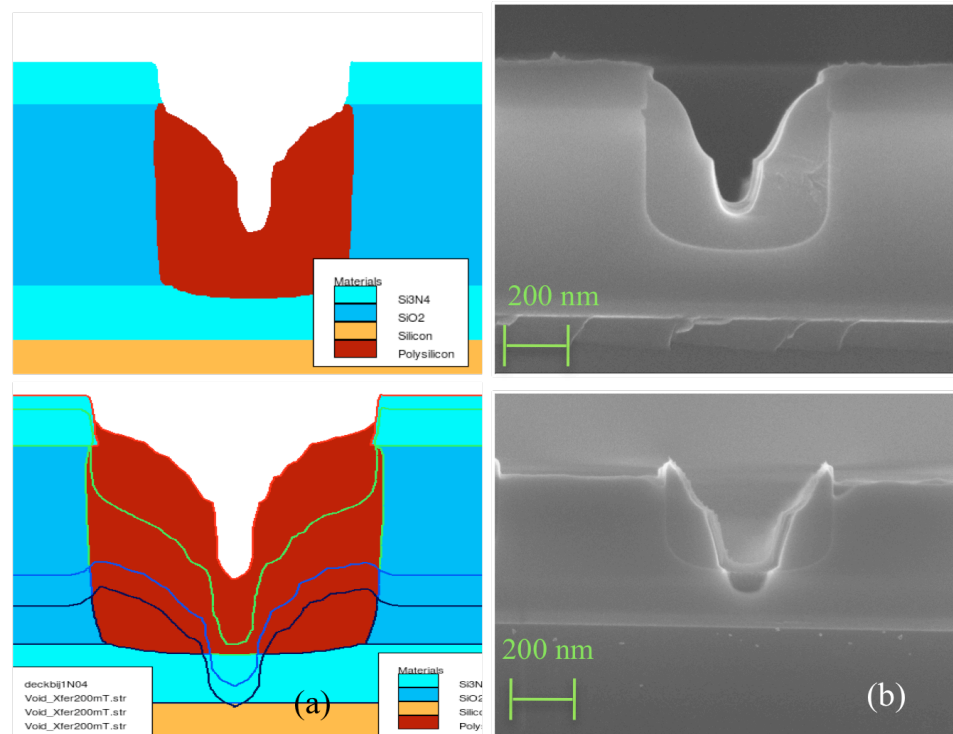 Materials
Si3N4
SiO2
Silicon
Polysilicon
200 nm
deckbij1N04
Void_Xfer200mT.str
Void_Xfer200mT.str
Void_Xfer200mT.str
(a)
Materials
Si3N
SiO2
Silic
Polys
200 nm
(b)